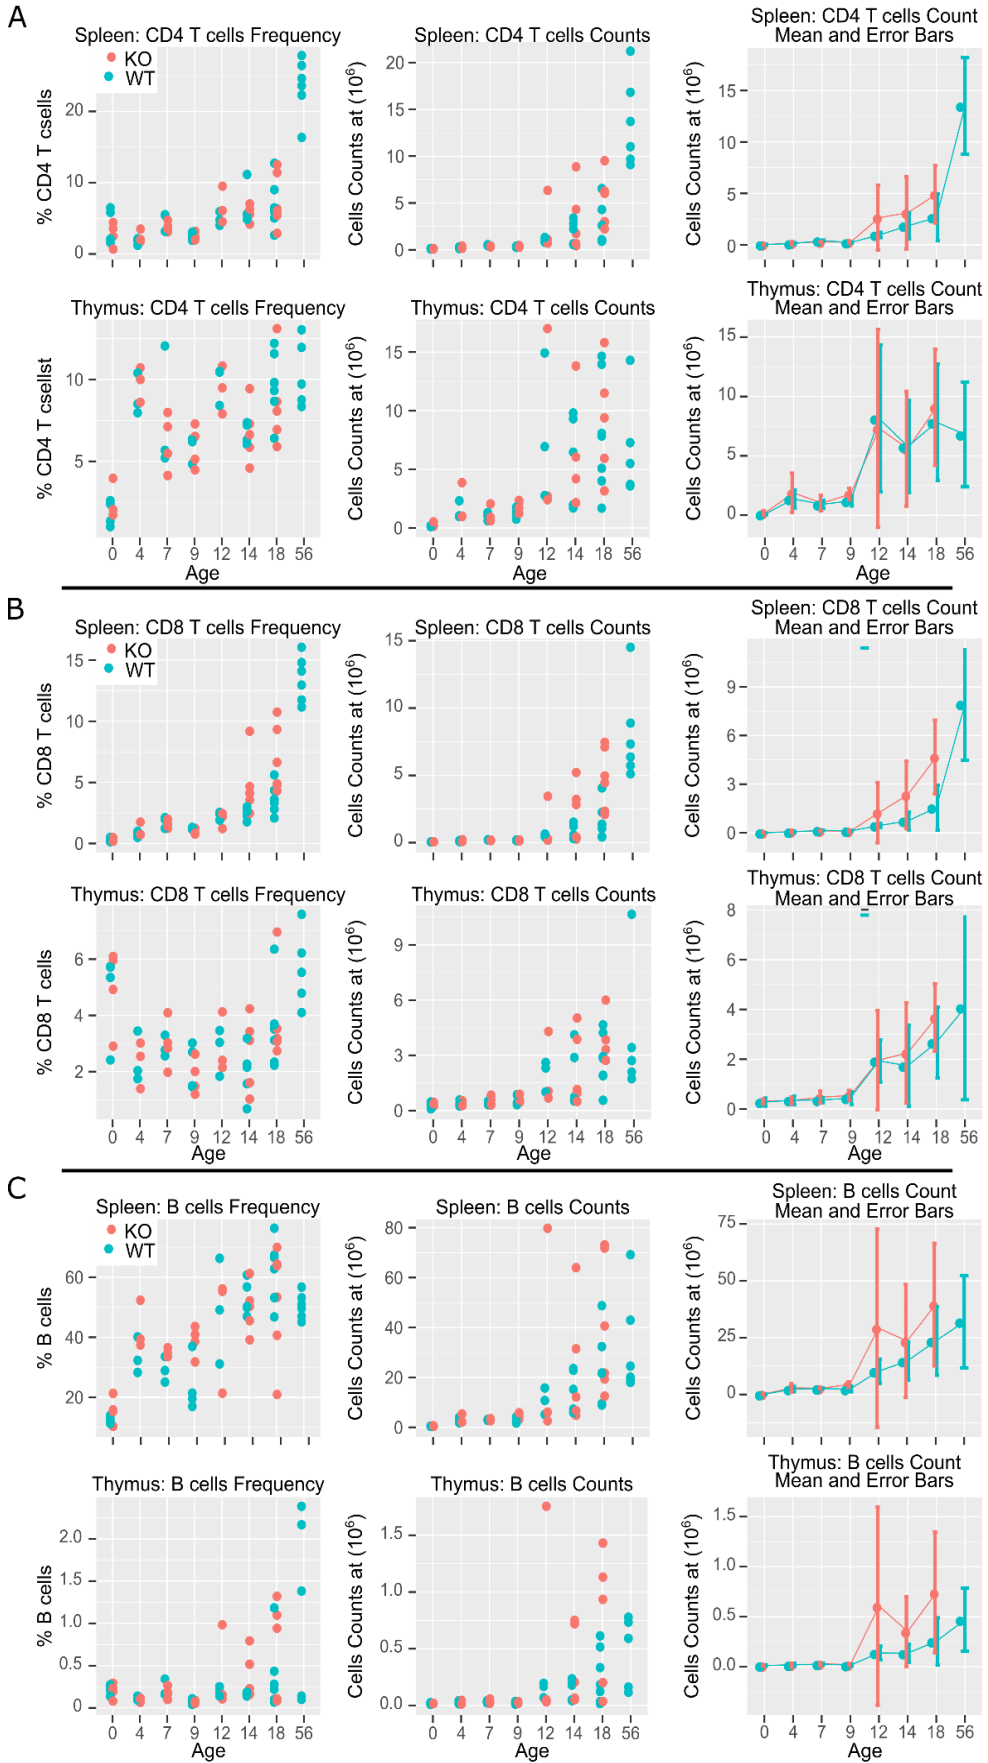 A
Spleen: CD4 T cells Frequency
KO
WT
% CD4 T csells
20
10
0
Spleen: CD4 T cells Counts
Cells Counts at (10⁶)
20
15
10
5
0
Spleen: CD4 T cells Count
Mean and Error Bars
Cells Counts at (10⁶)
15
10
5
0
Thymus: CD4 T cells Frequency
% CD4 T csellst
10
5
0 4 7 9 12 14 18 56
Age
Thymus: CD4 T cells Counts
Cells Counts at (10⁶)
15
10
5
0
0 4 7 9 12 14 18 56
Age
Thymus: CD4 T cells Count
Mean and Error Bars
Cells Counts at (10⁶)
15
10
5
0
0 4 7 9 12 14 18 56
Age
B
Spleen: CD8 T cells Frequency
KO
WT
% CD8 T cells
15
10
5
0
Spleen: CD8 T cells Counts
Cells Counts at (10⁶)
15
10
5
0
Spleen: CD8 T cells Count
Mean and Error Bars
Cells Counts at (10⁶)
9
6
3
0
Thymus: CD8 T cells Frequency
% CD8 T cells
6
4
2
0 4 7 9 12 14 18 56
Age
Thymus: CD8 T cells Counts
Cells Counts at (10⁶)
9
6
3
0
0 4 7 9 12 14 18 56
Age
Thymus: CD8 T cells Count
Mean and Error Bars
Cells Counts at (10⁶)
8
6
4
2
0
0 4 7 9 12 14 18 56
Age
C
Spleen: B cells Frequency
KO
WT
% B cells
60
40
20
Spleen: B cells Counts
Cells Counts at (10⁶)
80
60
40
20
0
Spleen: B cells Count
Mean and Error Bars
Cells Counts at (10⁶)
75
50
25
0
Thymus: B cells Frequency
% B cells
2.0
1.5
1.0
0.5
0
0 4 7 9 12 14 18 56
Age
Thymus: B cells Counts
Cells Counts at (10⁶)
1.5
1.0
0.5
0.0
0 4 7 9 12 14 18 56
Age
Thymus: B cells Count
Mean and Error Bars
Cells Counts at (10⁶)
1.5
1.0
0.5
0.0
0 4 7 9 12 14 18 56
Age